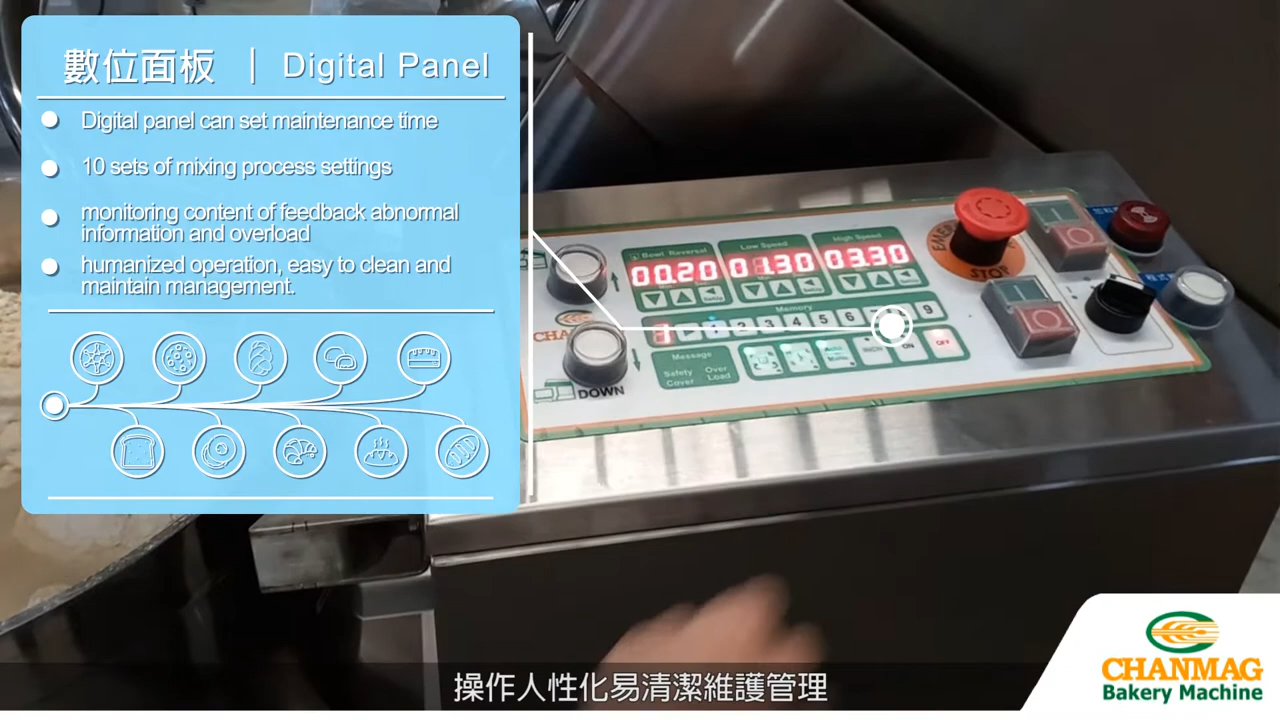 數位面板 | Digital Panel
Digital panel can set maintenance time
10 sets of mixing process settings
monitoring content of feedback abnormal
information and overload
humanized operation, easy to clean and
maintain management.
Bowl Reversal
Low Speed
High Speed
00.20
01.30
03.30
Memory
1 2 3 4 5 6 9
Message
Safety Cover
Over Load
INCH
ON
OFF
DOWN
STOP
操作人性化易清潔維護管理
CHANMAG
Bakery Machine